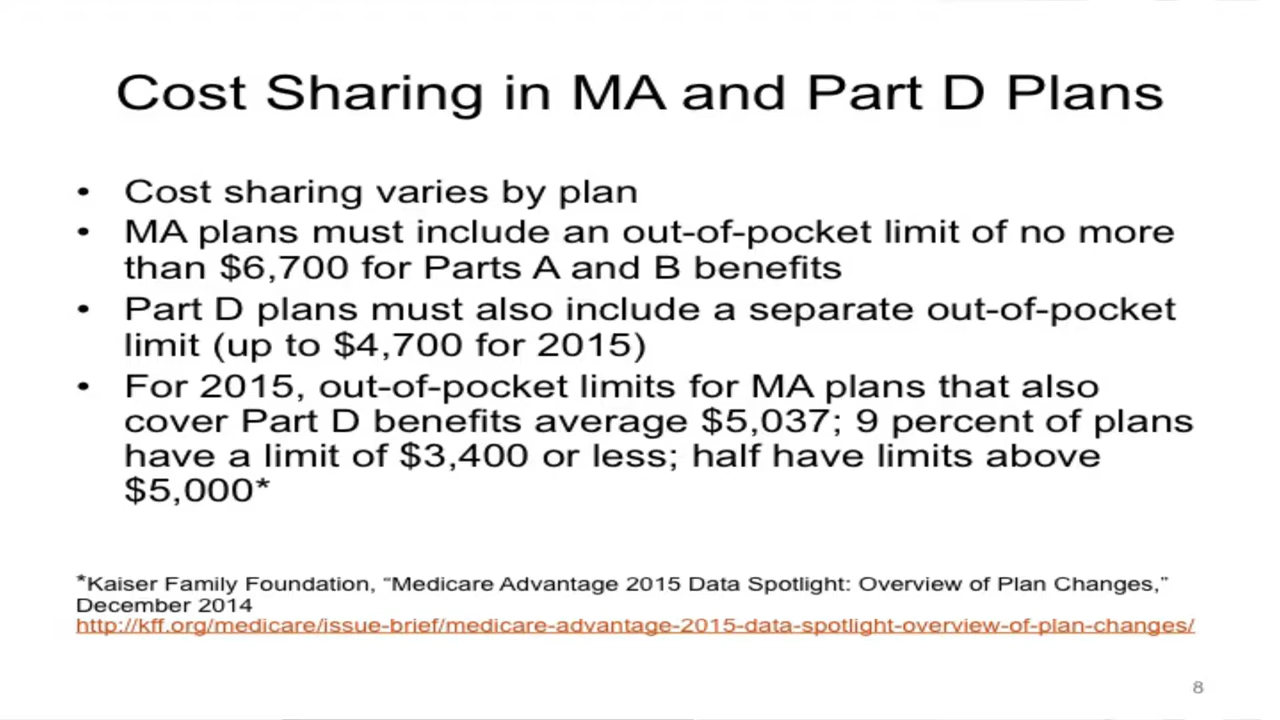 Cost Sharing in MA and Part D Plans
• Cost sharing varies by plan
• MA plans must include an out-of-pocket limit of no more
than $6,700 for Parts A and B benefits
• Part D plans must also include a separate out-of-pocket
limit (up to $4,700 for 2015)
• For 2015, out-of-pocket limits for MA plans that also
cover Part D benefits average $5,037; 9 percent of plans
have a limit of $3,400 or less; half have limits above
$5,000*
*Kaiser Family Foundation, “Medicare Advantage 2015 Data Spotlight: Overview of Plan Changes,”
December 2014
http://kff.org/medicare/issue-brief/medicare-advantage-2015-data-spotlight-overview-of-plan-changes/
8